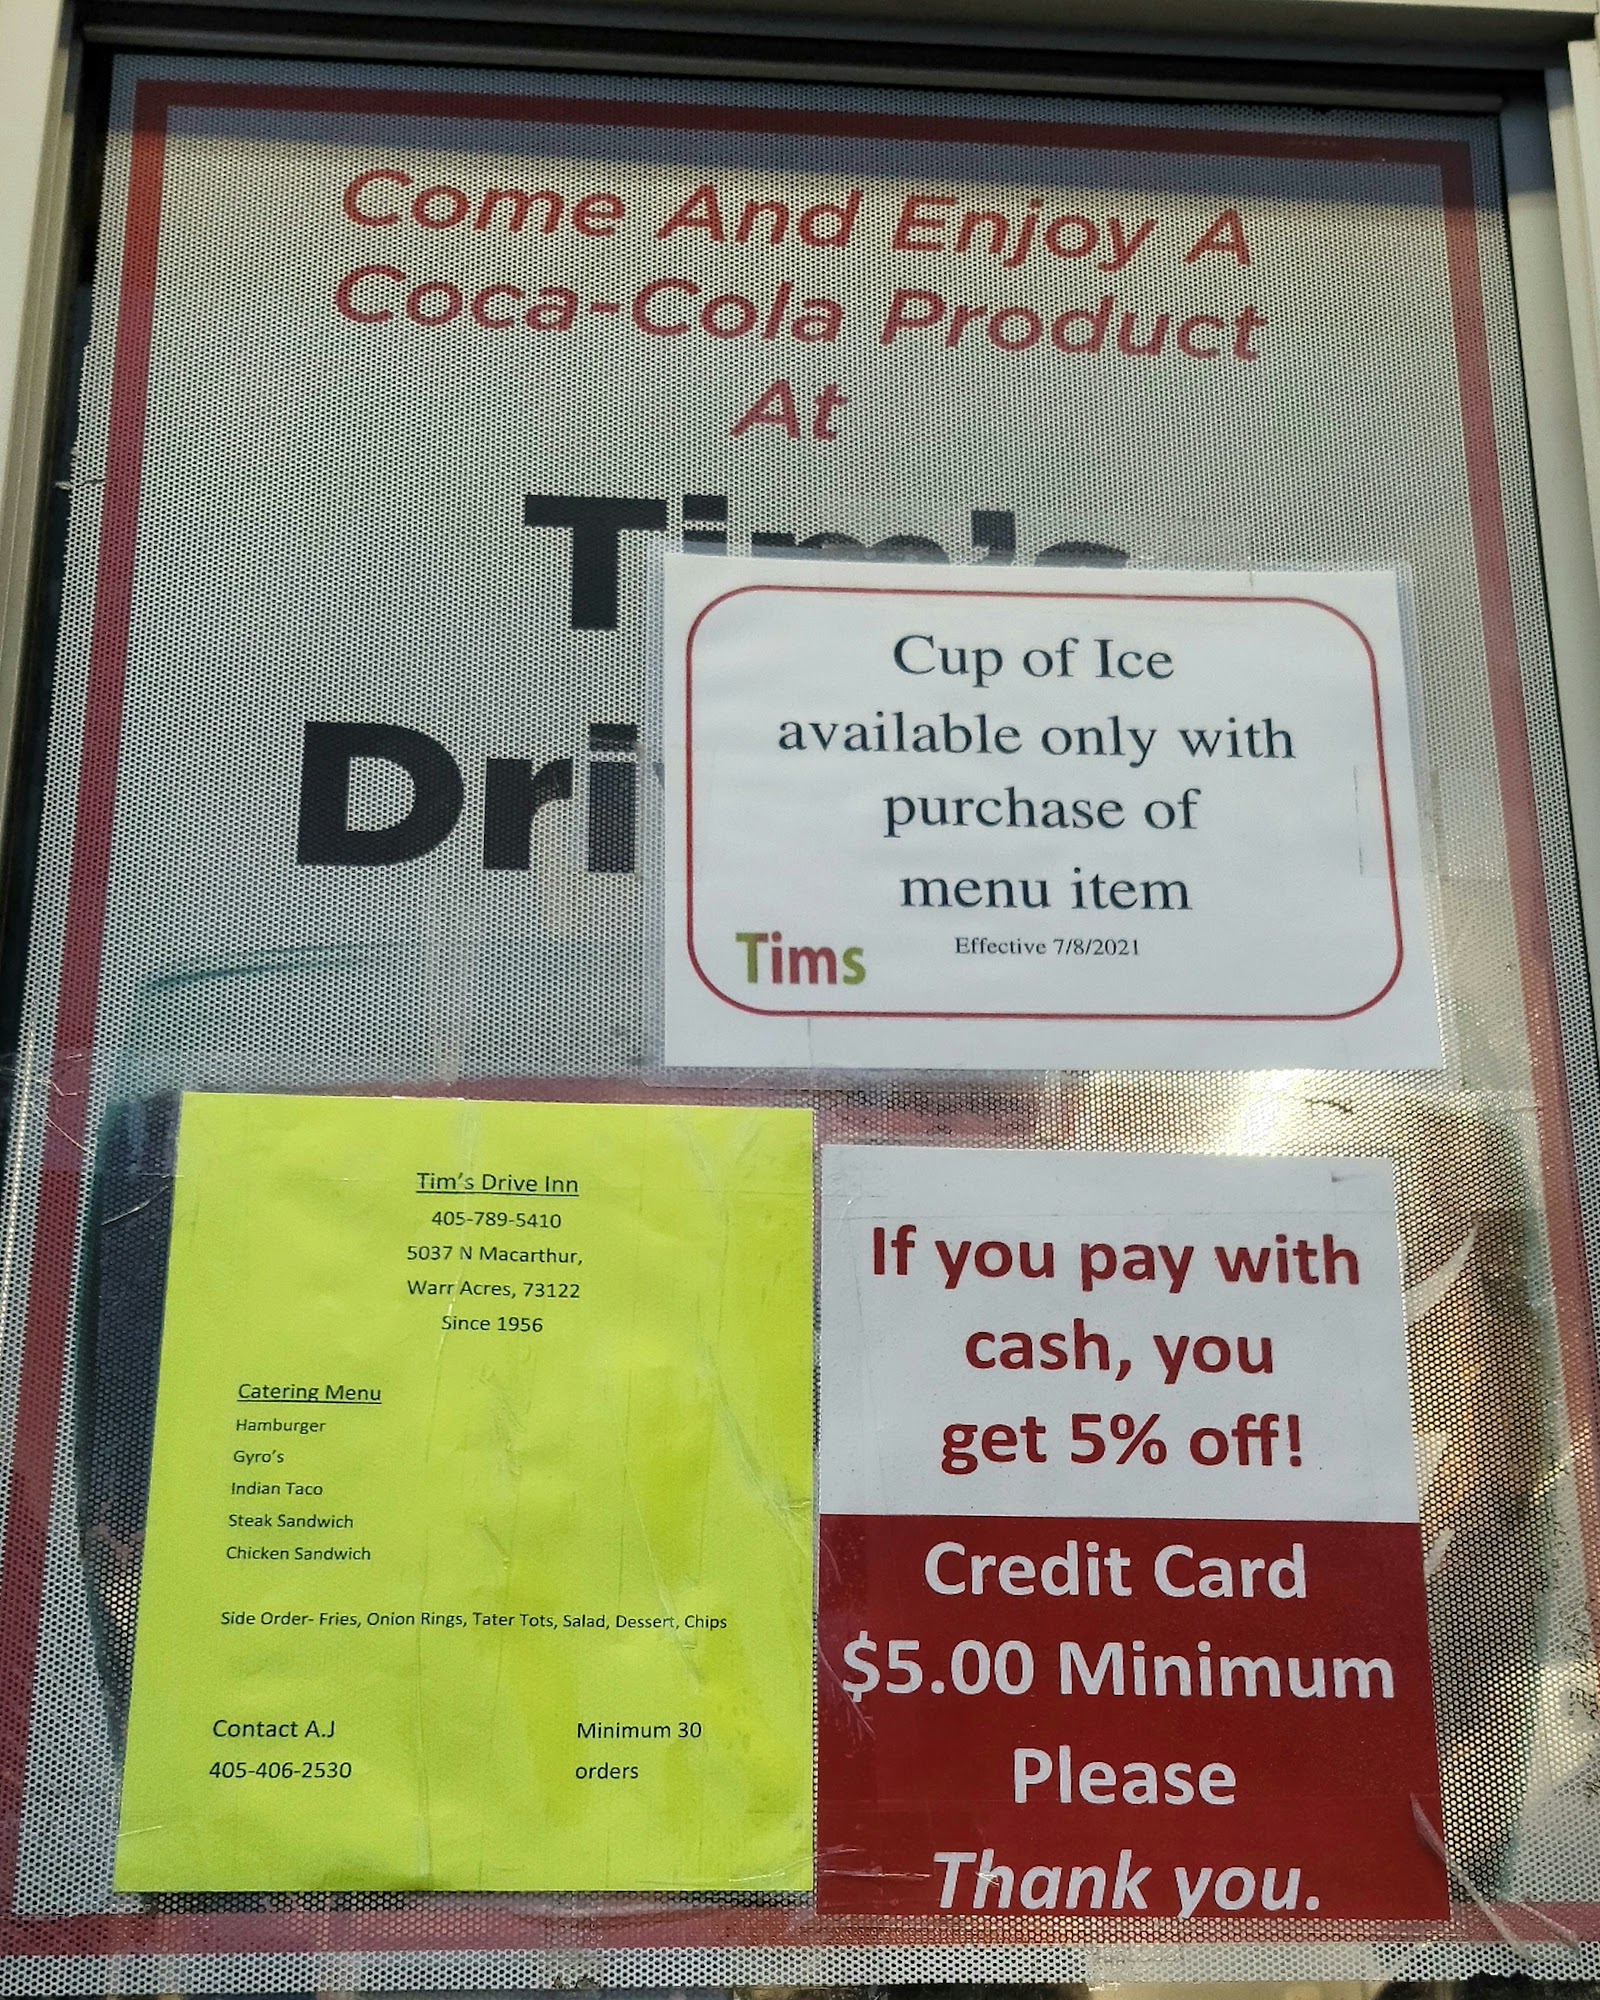 Come And Enjoy A
Coca-Cola Product
At
Tim's
Cup of Ice
available only with
purchase of
menu item
Effective 7/8/2021
Tims
Tim's Drive Inn
405-789-5410
5037 N Macarthur,
Warr Acres, 73122
Since 1956
Catering Menu
Hamburger
Gyro's
Indian Taco
Steak Sandwich
Chicken Sandwich
Side Order- Fries, Onion Rings, Tater Tots, Salad, Dessert, Chips
Contact A.J
405-406-2530
Minimum 30
orders
If you pay with
cash, you
get 5% off!
Credit Card
$5.00 Minimum
Please
Thank you.